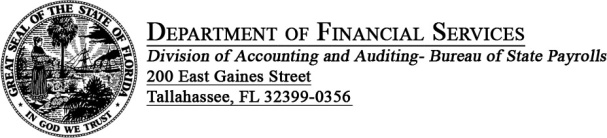 GREAT SEAL OF THE STATE OF FLORIDA
IN GOD WE TRUST
DEPARTMENT OF FINANCIAL SERVICES
Division of Accounting and Auditing- Bureau of State Payrolls
200 East Gaines Street
Tallahassee, FL 32399-0356